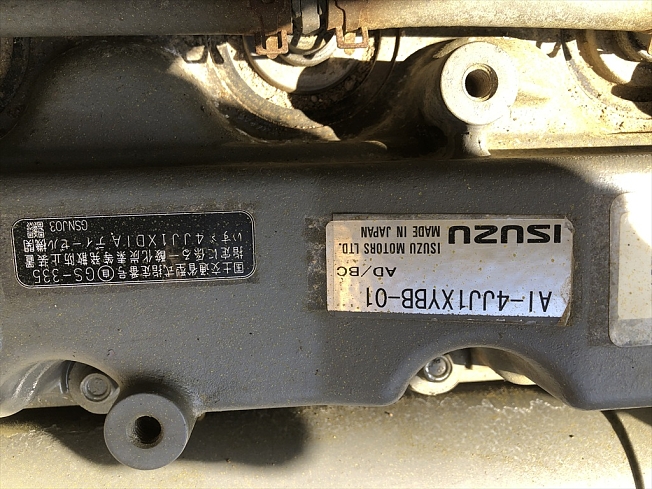 AI-4JJ1XYBB-01
AD/BC
ISUZU MOTORS LTD.
MADE IN JAPAN
ISUZU
国土交通省型式指定番号 GS-335
指定に係る一酸化炭素等発散防止装置
いすゞ4JJ1XDIAディーゼル機関
GSNJ03